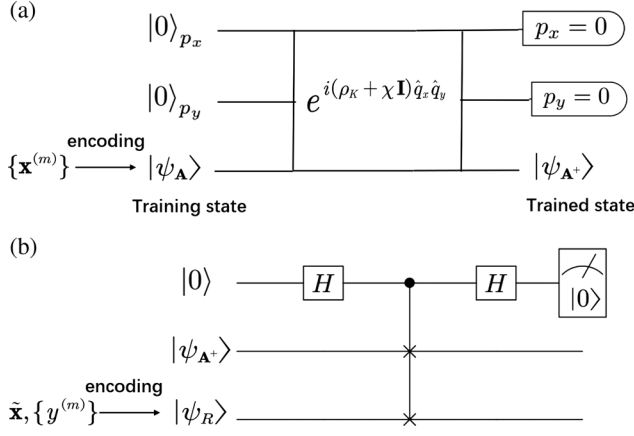 (a)
|0⟩_{p_x}
p_x = 0
|0⟩_{p_y}
e^{i(ρ_K + χI)q̂_x q̂_y}
p_y = 0
encoding
{x^{(m)}} |ψ_A⟩ |ψ_{A^+}⟩
Training state Trained state
(b)
|0⟩ H H |0⟩
|ψ_{A^+}⟩
encoding
x̃, {y^{(m)}} |ψ_R⟩